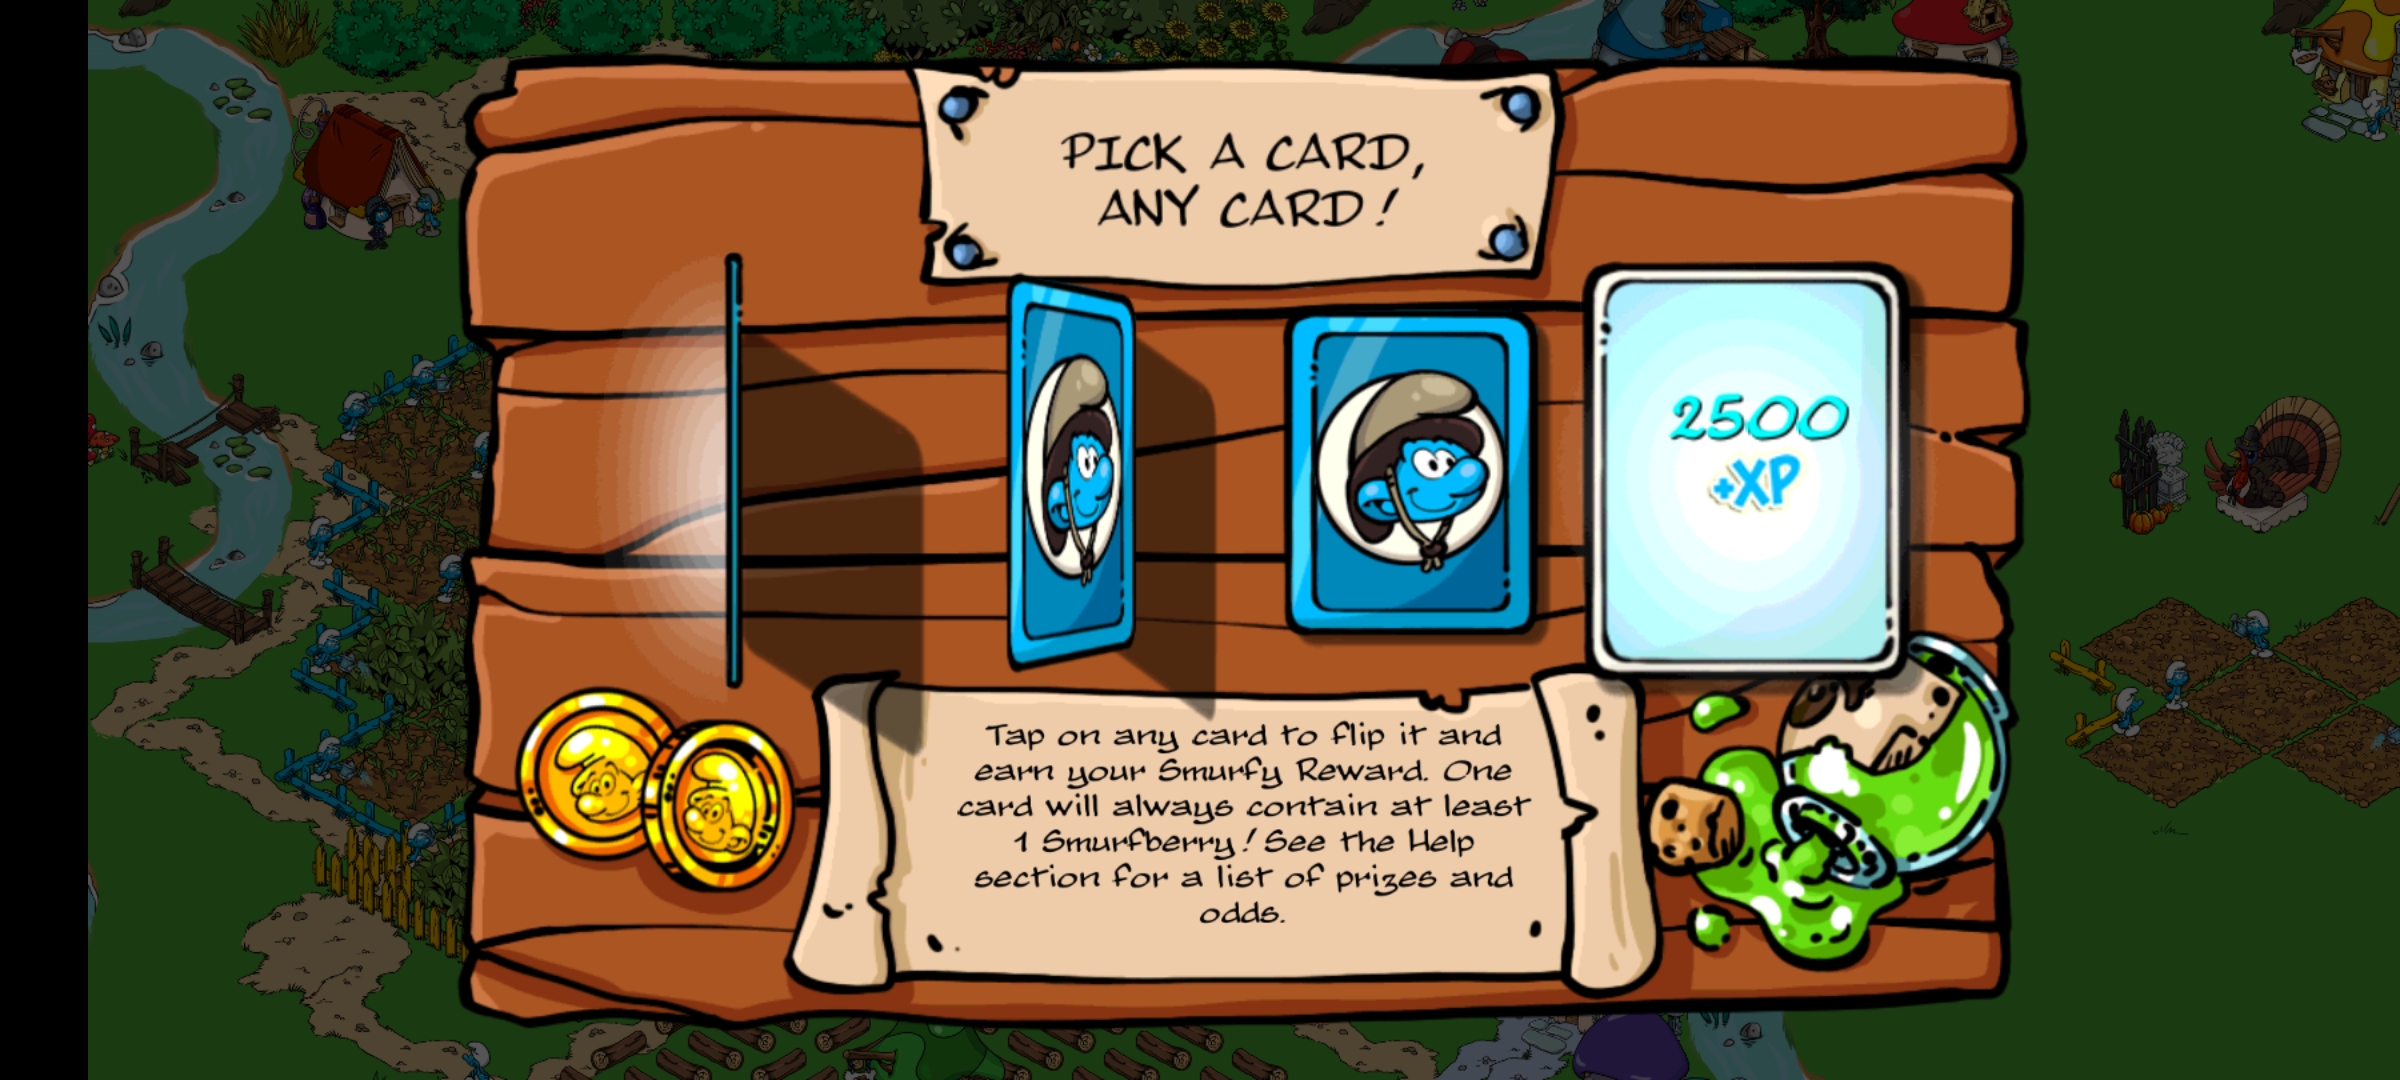 PICK A CARD,
ANY CARD!
2500
+XP
Tap on any card to flip it and
earn your Smurfy Reward. One
card will always contain at least
1 Smurfberry! See the Help
section for a list of prizes and
odds.